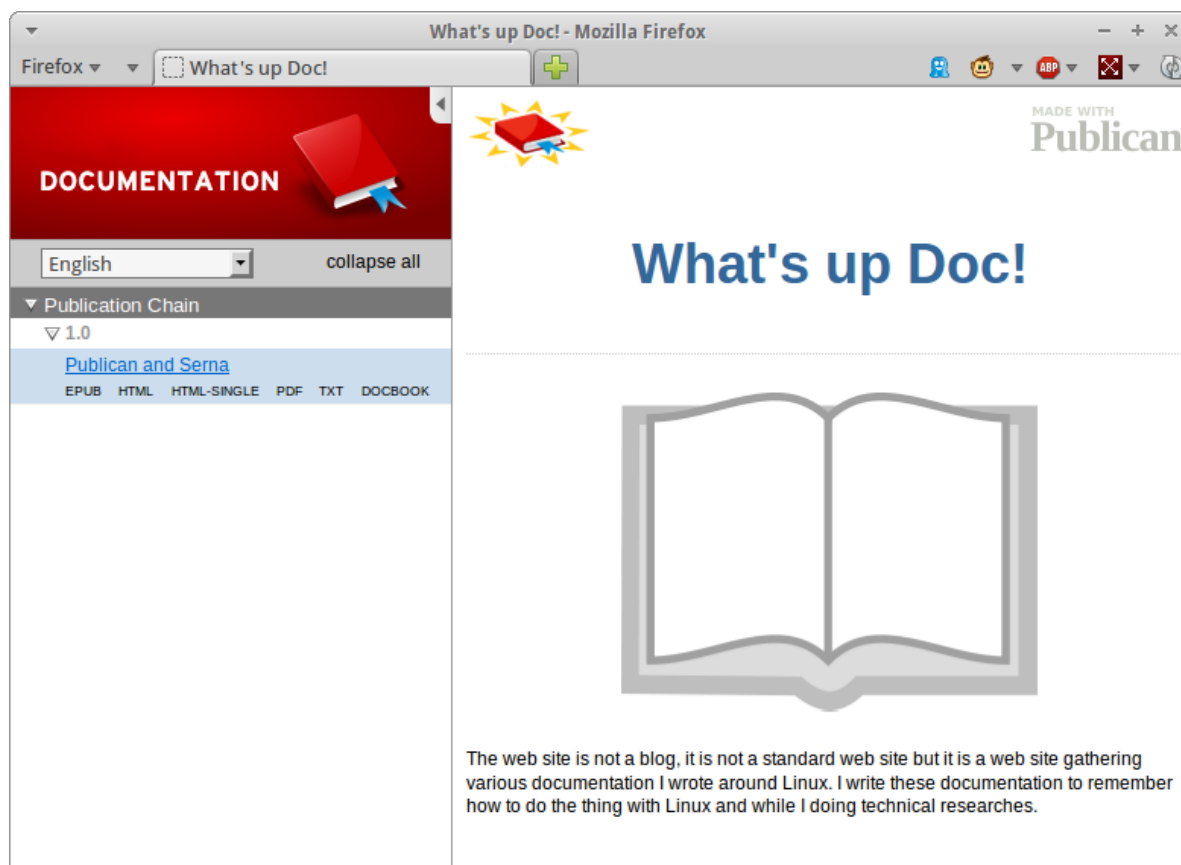 What's up Doc! - Mozilla Firefox
Firefox
What's up Doc!
ABP
DOCUMENTATION
English
collapse all
Publication Chain
1.0
Publican and Serna
EPUB HTML HTML-SINGLE PDF TXT DOCBOOK
MADE WITH
Publican
What's up Doc!
The web site is not a blog, it is not a standard web site but it is a web site gathering
various documentation I wrote around Linux. I write these documentation to remember
how to do the thing with Linux and while I doing technical researches.